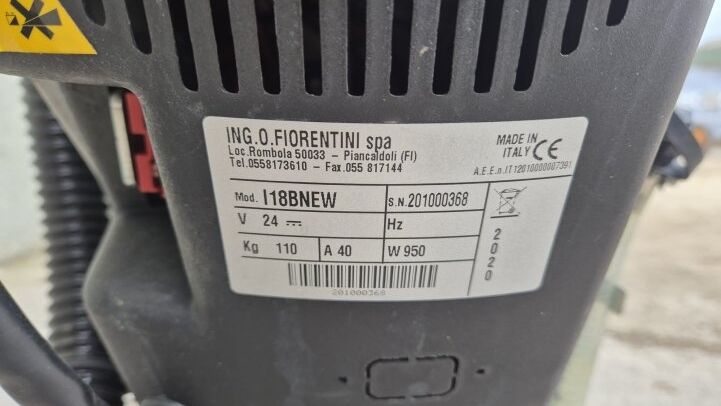 ING.O.FIORENTINI spa
Loc.Rombola 50033 - Piancaldoli (FI)
Tel.0558173610 - Fax.055 817144
MADE IN
ITALY CE
A.E.E.n.IT12010000007391
Mod. I18BNEW
S.N.201000368
V 24 ⎓
Hz
Kg 110
A 40
W 950
2020
201000368